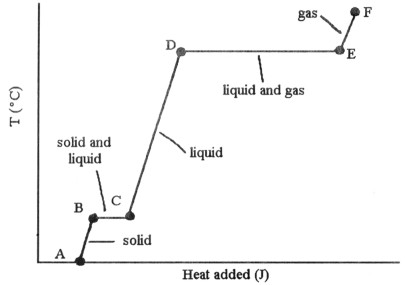 gas
F
D
E
T (°C)
liquid and gas
solid and
liquid
liquid
B
C
A
solid
Heat added (J)